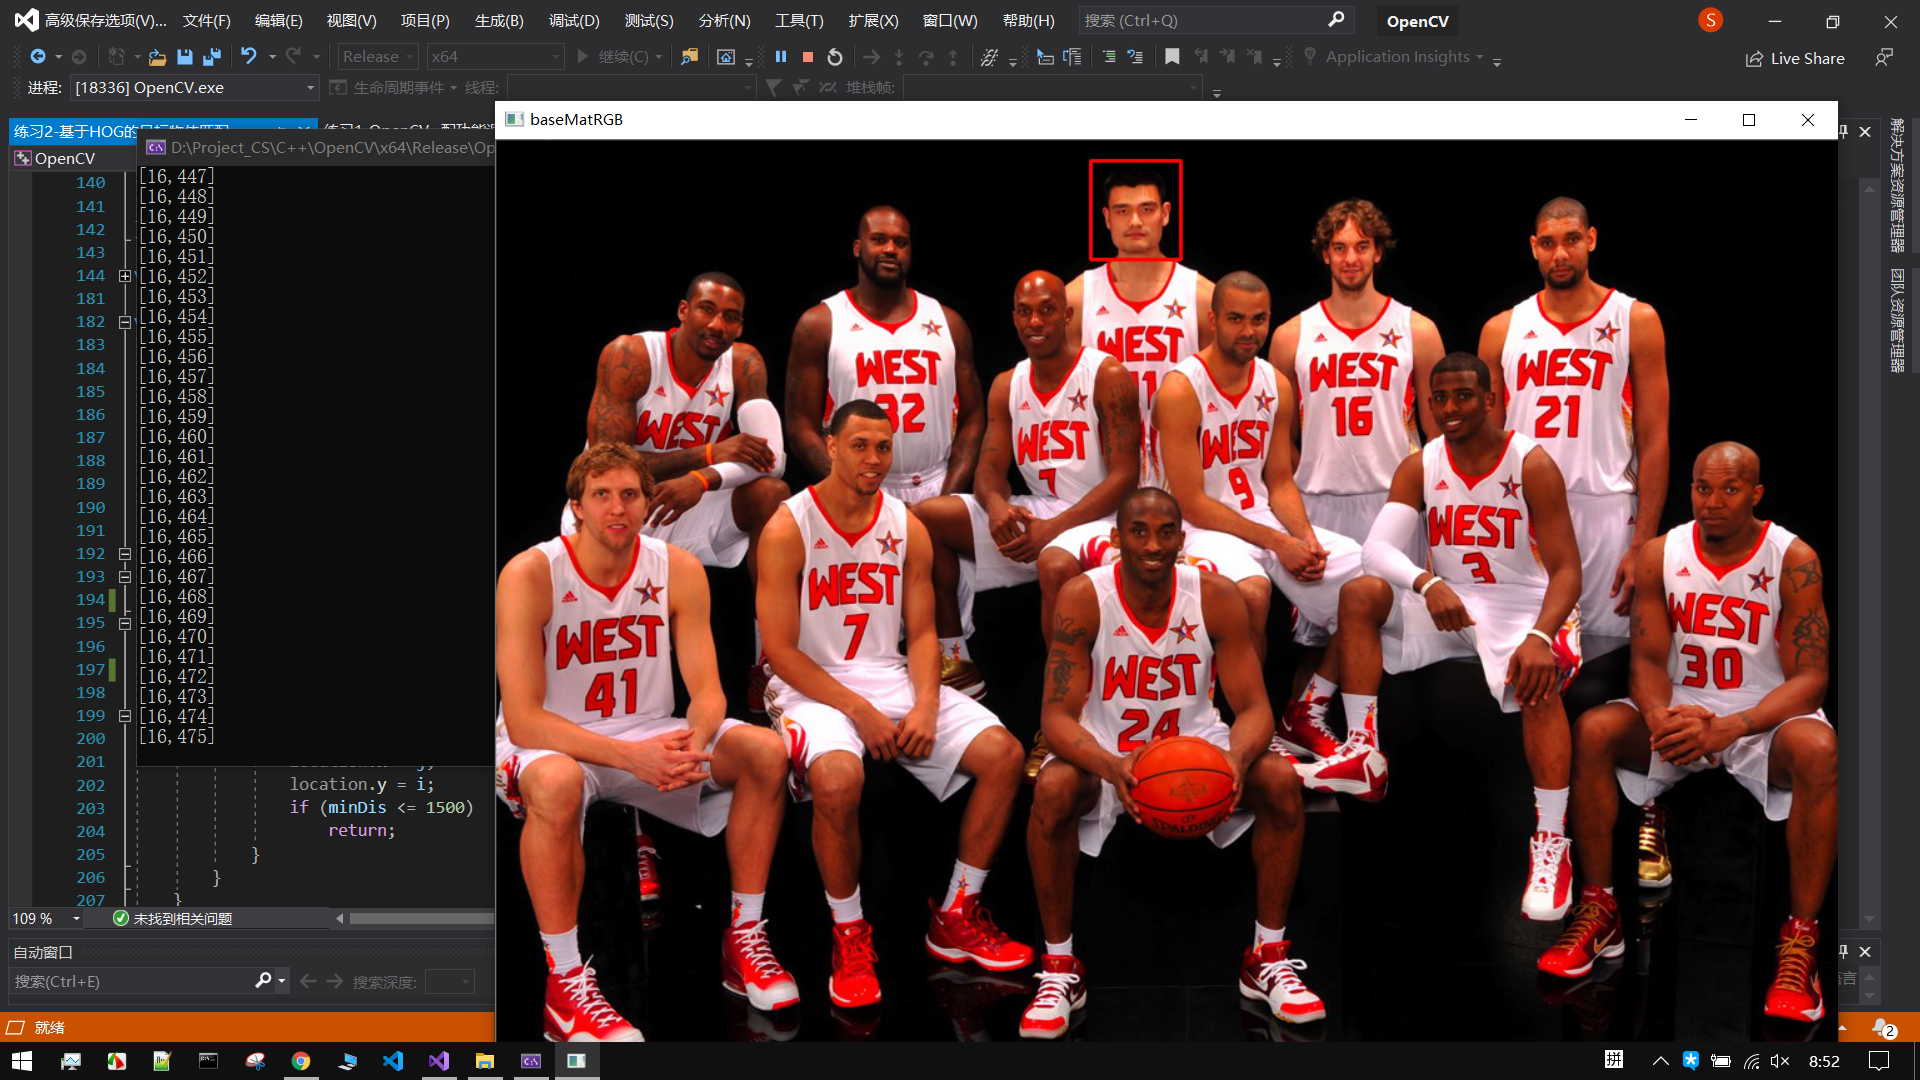 高级保存选项(V)... 文件(F) 编辑(E) 视图(V) 项目(P) 生成(B) 调试(D) 测试(S) 分析(N) 工具(T) 扩展(X) 窗口(W) 帮助(H) 搜索 (Ctrl+Q) OpenCV S
Release x64 继续(C) Application Insights Live Share
进程: [18336] OpenCV.exe 生命周期事件 线程: 堆栈帧:
baseMatRGB
练习2-基于HOG的
D:\Project_CS\C++\OpenCV\x64\Release\Op
OpenCV
解决方案资源管理器
团队资源管理器
140
141
142
143
144
181
182
183
184
185
186
187
188
189
190
191
192
193
194
195
196
197
198
199
200
201
202
203
204
205
206
207
[16,447]
[16,448]
[16,449]
[16,450]
[16,451]
[16,452]
[16,453]
[16,454]
[16,455]
[16,456]
[16,457]
[16,458]
[16,459]
[16,460]
[16,461]
[16,462]
[16,463]
[16,464]
[16,465]
[16,466]
[16,467]
[16,468]
[16,469]
[16,470]
[16,471]
[16,472]
[16,473]
[16,474]
[16,475]
location.y = i;
if (minDis <= 1500)
return;
}
}
}
WEST
WEST
32
WEST
WEST
16
WEST
21
WEST
WEST
1
WEST
9
WEST
3
WEST
41
WEST
7
WEST
24
WEST
30
SPALDING
109 % 未找到相关问题
自动窗口
搜索(Ctrl+E) 搜索深度:
语言
就绪
2
拼 8:52